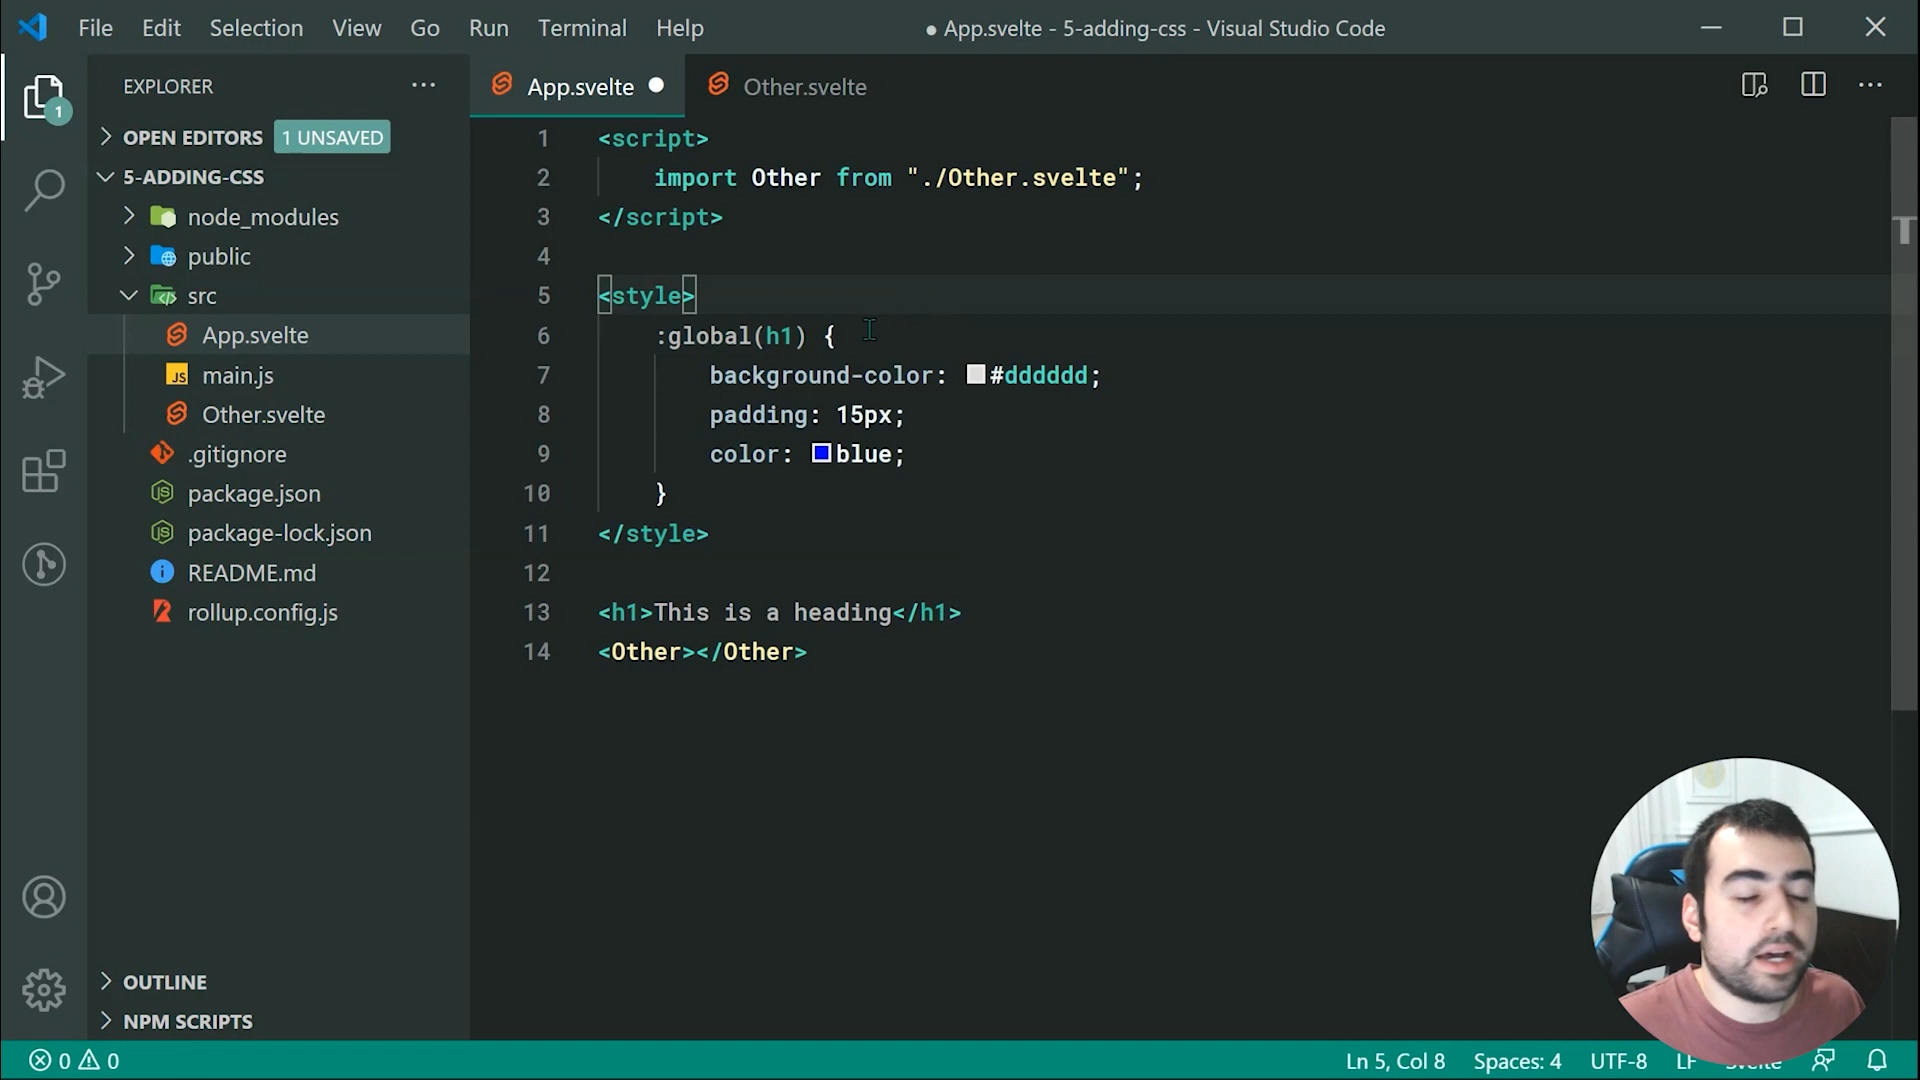 File Edit Selection View Go Run Terminal Help
● App.svelte - 5-adding-css - Visual Studio Code
EXPLORER
1
OPEN EDITORS 1 UNSAVED
5-ADDING-CSS
node_modules
public
src
App.svelte
JS main.js
Other.svelte
.gitignore
package.json
package-lock.json
README.md
rollup.config.js
OUTLINE
NPM SCRIPTS
App.svelte Other.svelte
1 <script>
2 import Other from "./Other.svelte";
3 </script>
4
5 <style>
6 :global(h1) {
7 background-color: #dddddd;
8 padding: 15px;
9 color: blue;
10 }
11 </style>
12
13 <h1>This is a heading</h1>
14 <Other></Other>
0 0
Ln 5, Col 8 Spaces: 4 UTF-8 LF Svelte